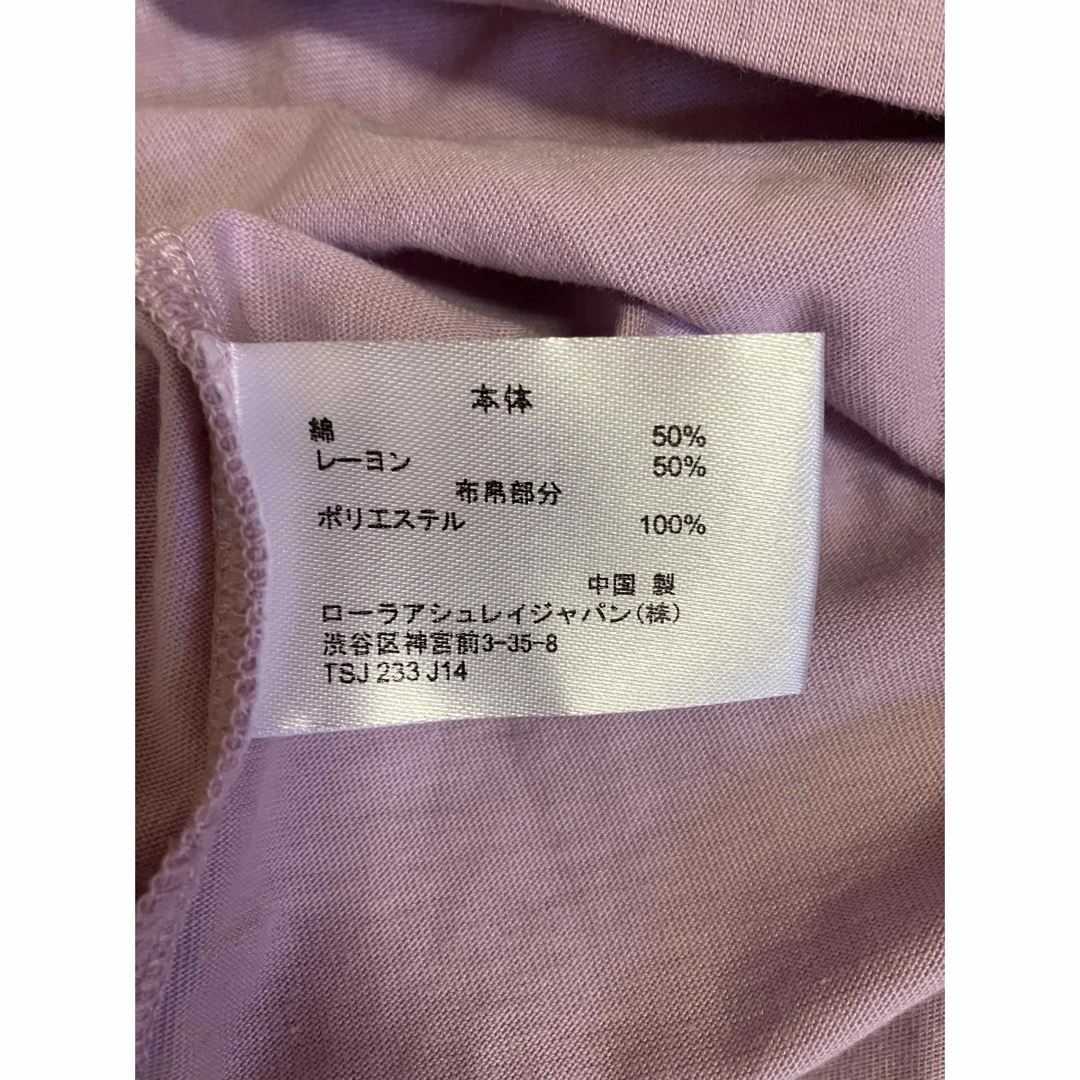 本体
綿 50%
レーヨン 50%
布帛部分
ポリエステル 100%
中国 製
ローラアシュレイジャパン(株)
渋谷区神宮前3-35-8
TSJ 233 J14